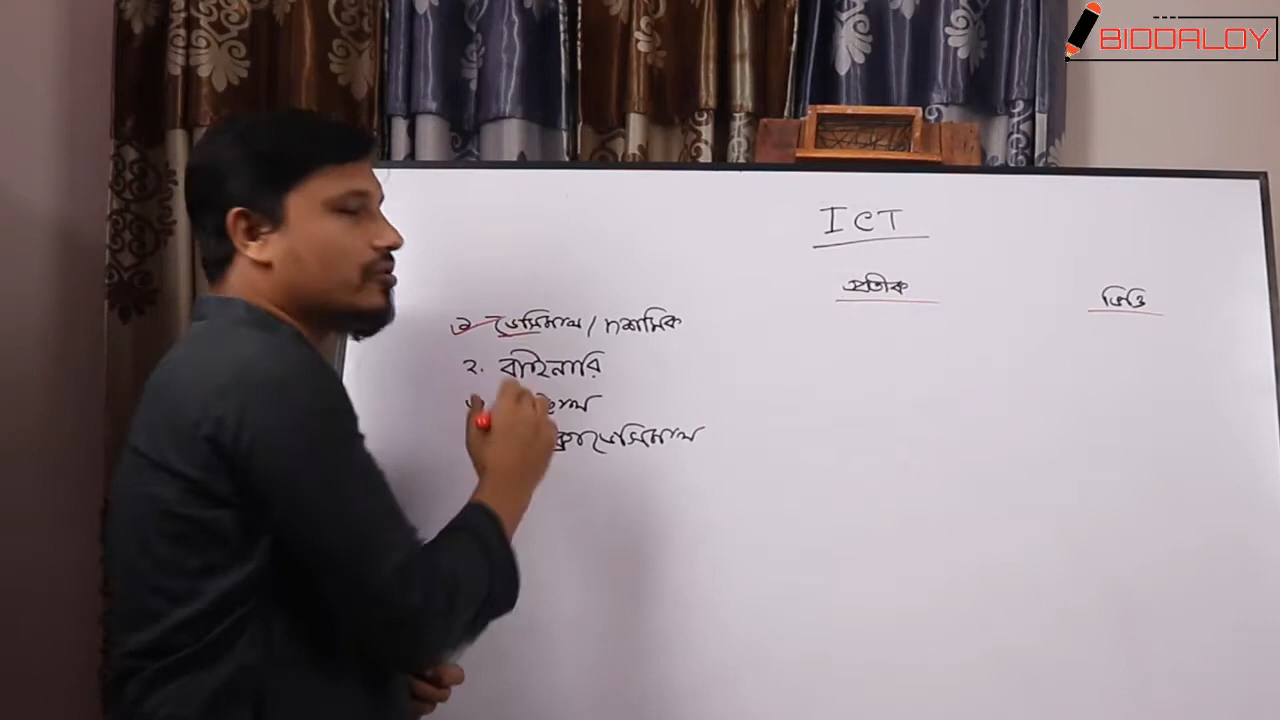 BIDDALOY
ICT
প্রতীক
ভিত্তি
১. ডেসিমাল / দশমিক
২. বাইনারি